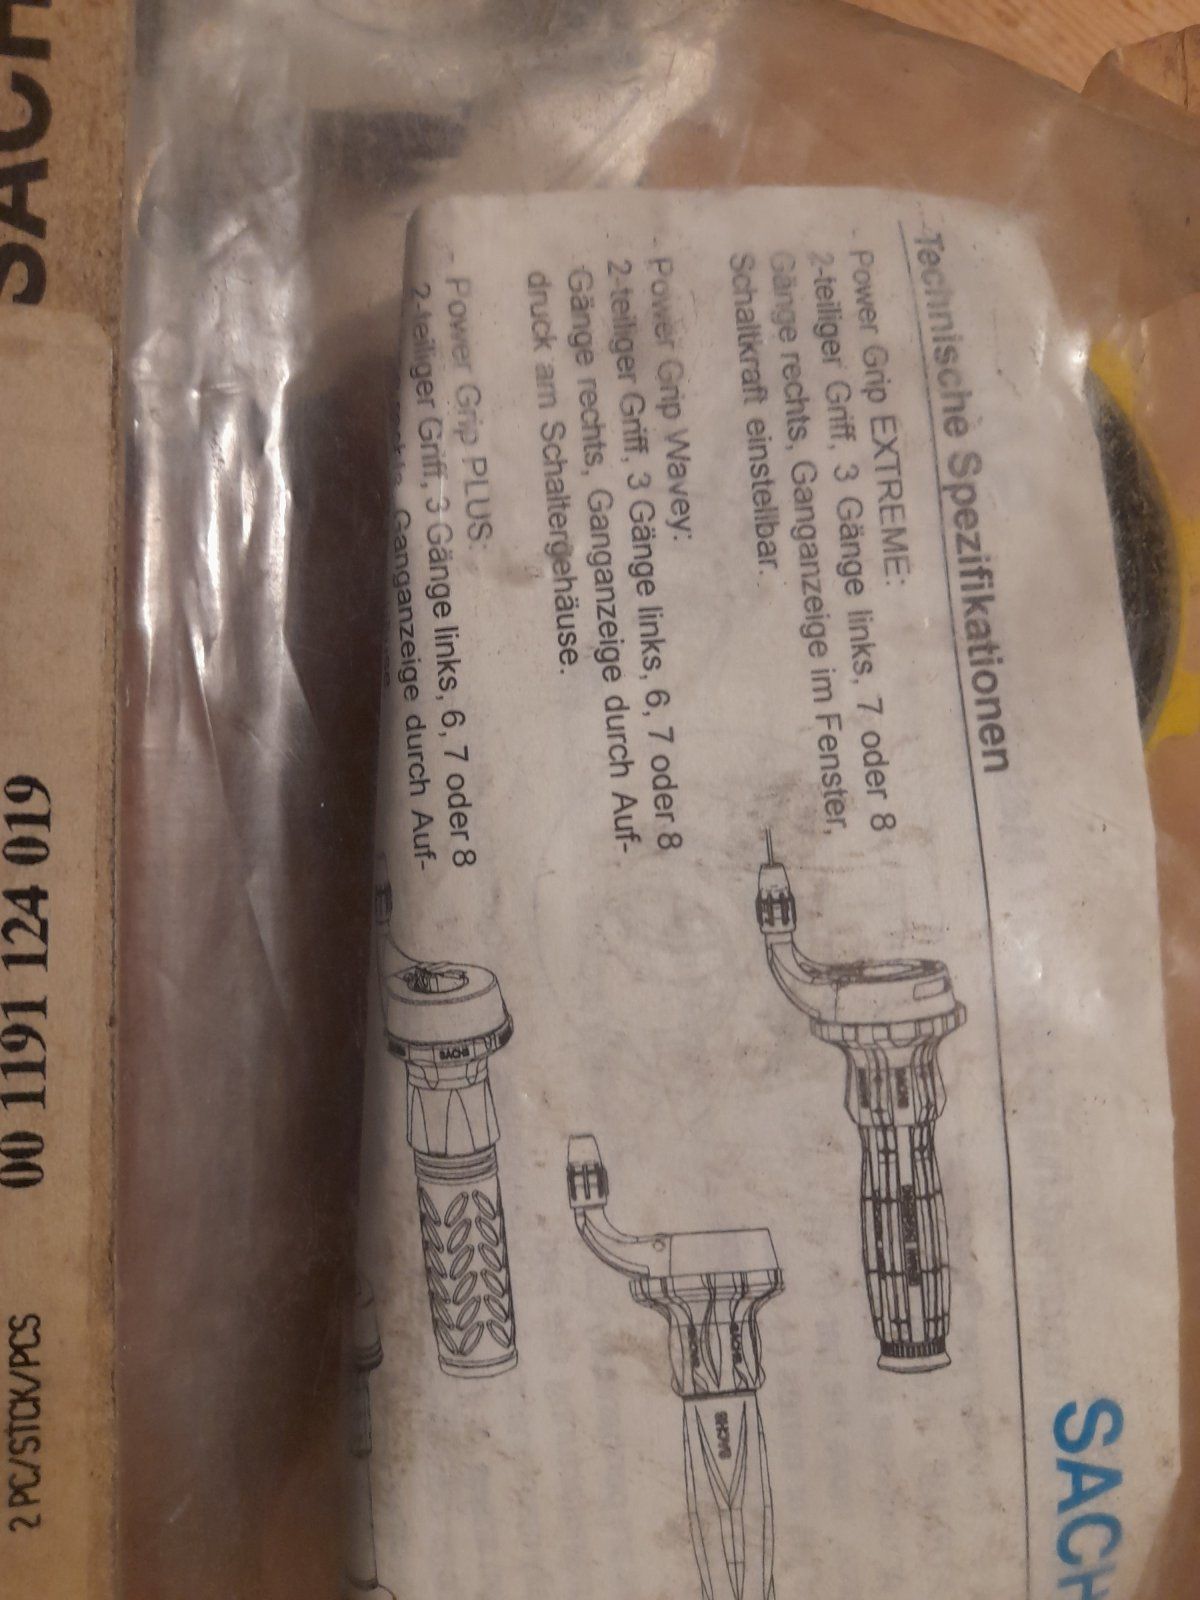 SACH
Technische Spezifikationen
- Power Grip EXTREME:
2-teiliger Griff, 3 Gänge links, 7 oder 8
Gänge rechts, Ganganzeige im Fenster,
Schaltkraft einstellbar.
- Power Grip Wavey:
2-teiliger Griff, 3 Gänge links, 6, 7 oder 8
Gänge rechts, Ganganzeige durch Auf-
druck am Schaltergehäuse.
- Power Grip PLUS:
2-teiliger Griff, 3 Gänge links, 6, 7 oder 8
Ganganzeige durch Auf-
SACHS
SACHS
SACHS
SACHS
SACH
00 1191 124 019
2 PC/STCK/PCS